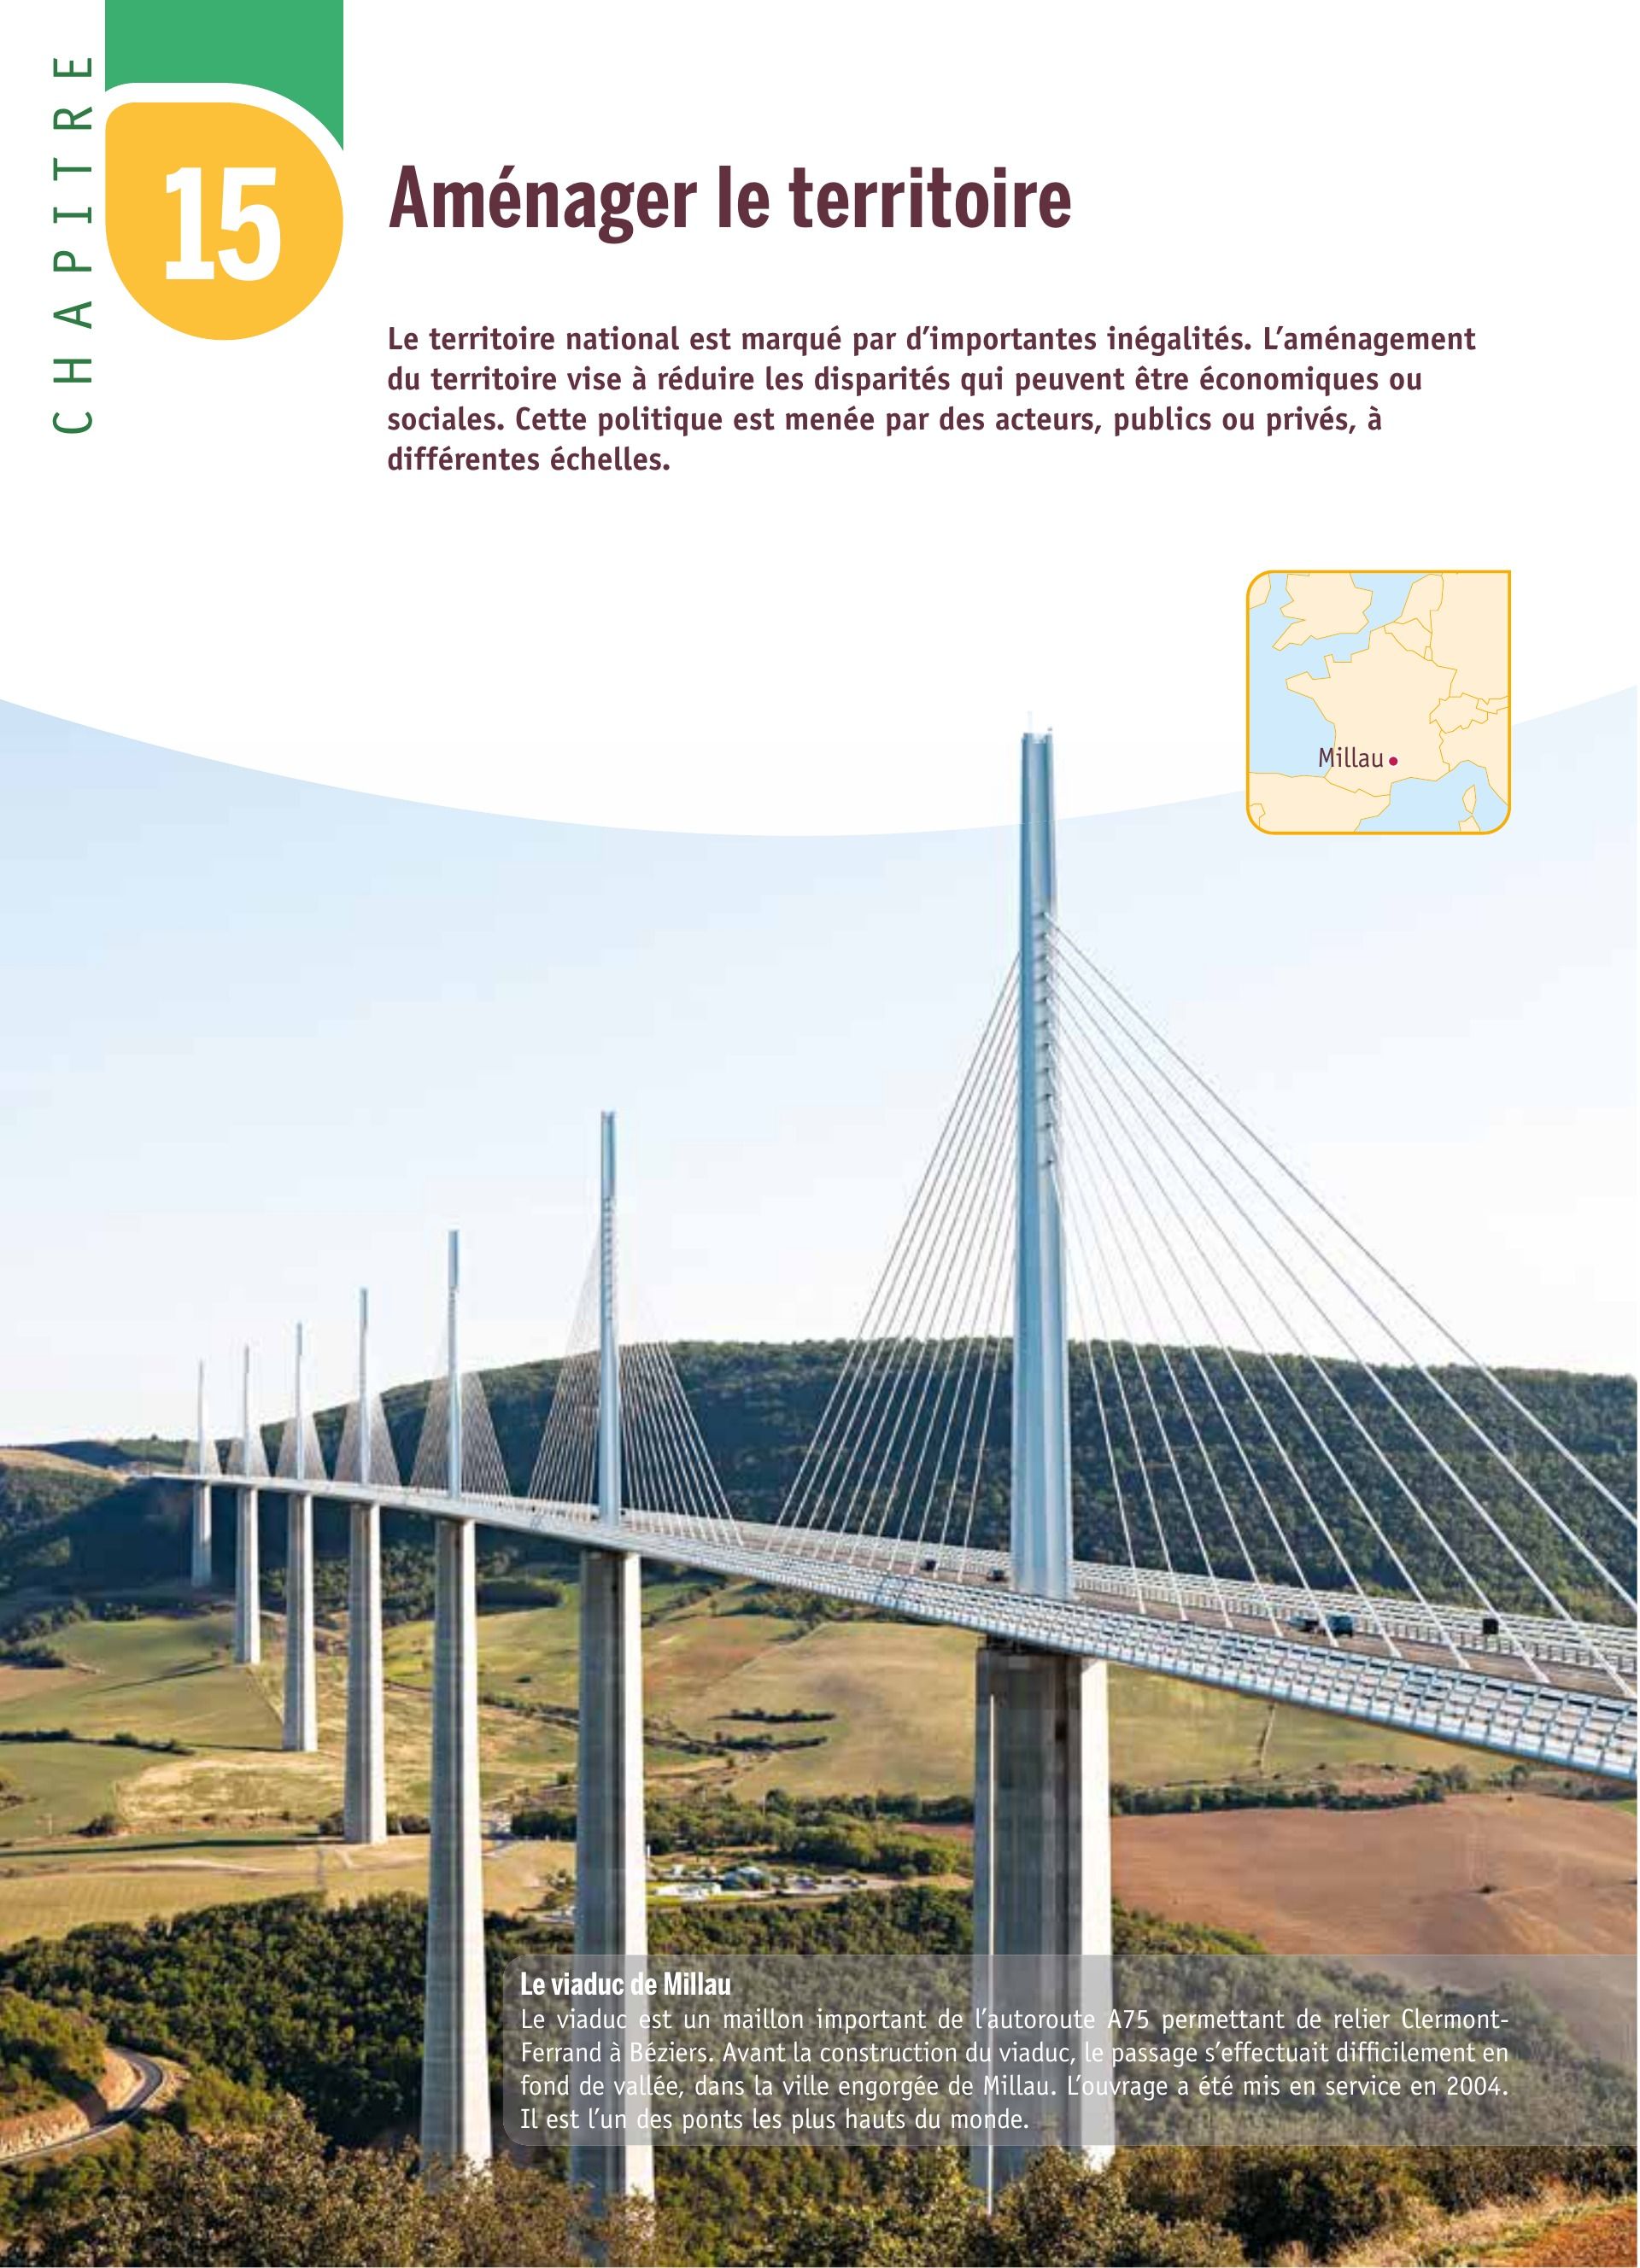 CHAPITRE
15
Aménager le territoire
Le territoire national est marqué par d’importantes inégalités. L’aménagement
du territoire vise à réduire les disparités qui peuvent être économiques ou
sociales. Cette politique est menée par des acteurs, publics ou privés, à
différentes échelles.
Millau
Le viaduc de Millau
Le viaduc est un maillon important de l’autoroute A75 permettant de relier Clermont-
Ferrand à Béziers. Avant la construction du viaduc, le passage s’effectuait difficilement en
fond de vallée, dans la ville engorgée de Millau. L’ouvrage a été mis en service en 2004.
Il est l’un des ponts les plus hauts du monde.